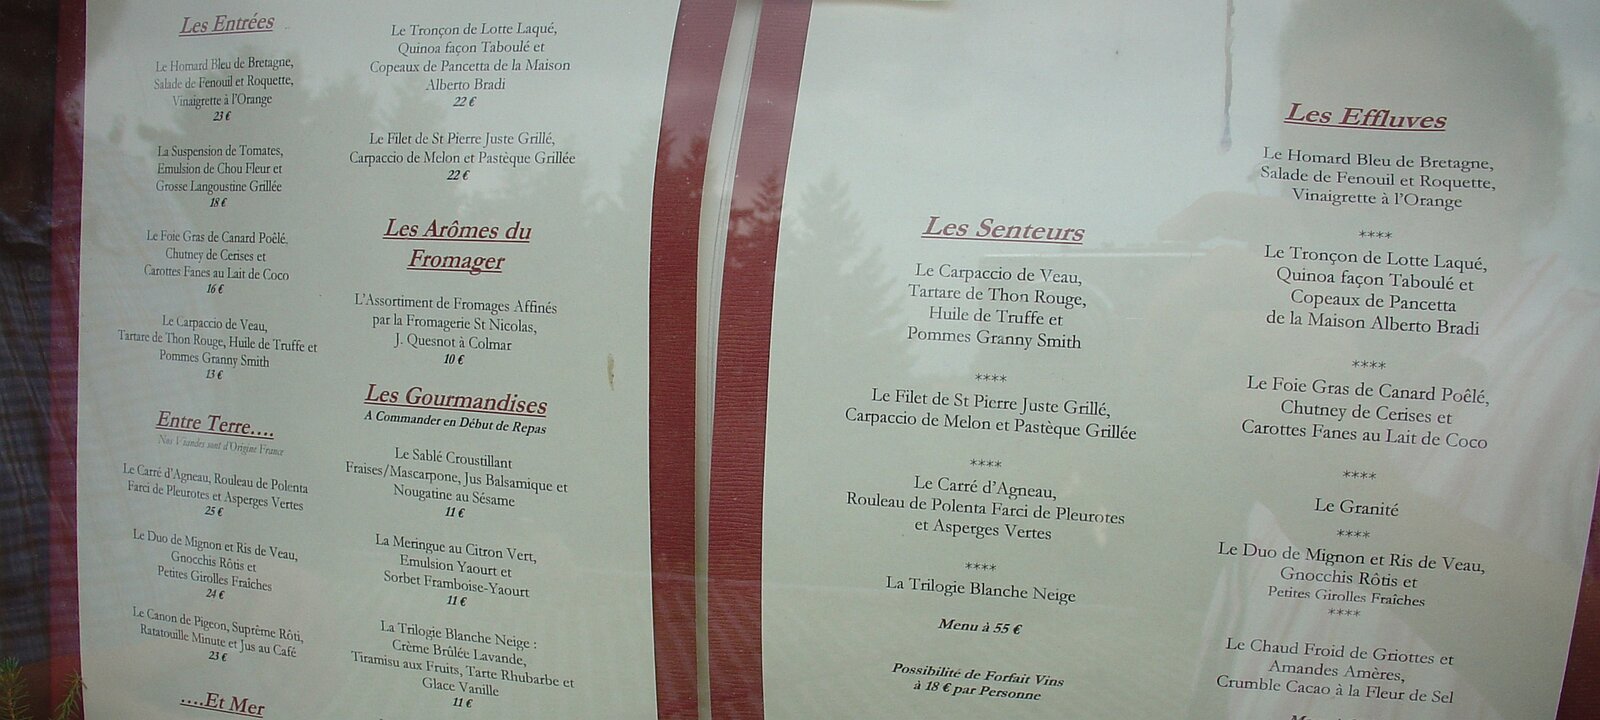 Les Entrées
Le Homard Bleu de Bretagne,
Salade de Fenouil et Roquette,
Vinaigrette à l'Orange
23 €
La Suspension de Tomates,
Emulsion de Chou Fleur et
Grosse Langoustine Grillée
18 €
Le Foie Gras de Canard Poêlé,
Chutney de Cerises et
Carottes Fanes au Lait de Coco
16 €
Le Carpaccio de Veau,
Tartare de Thon Rouge, Huile de Truffe et
Pommes Granny Smith
13 €
Entre Terre....
Nos Viandes sont d'Origine France
Le Carré d'Agneau, Rouleau de Polenta
Farci de Pleurotes et Asperges Vertes
25 €
Le Duo de Mignon et Ris de Veau,
Gnocchis Rôtis et
Petites Girolles Fraîches
24 €
Le Canon de Pigeon, Suprême Rôti,
Ratatouille Minute et Jus au Café
23 €
....Et Mer
Le Tronçon de Lotte Laqué,
Quinoa façon Taboulé et
Copeaux de Pancetta de la Maison
Alberto Bradi
22 €
Le Filet de St Pierre Juste Grillé,
Carpaccio de Melon et Pastèque Grillée
22 €
Les Arômes du
Fromager
L'Assortiment de Fromages Affinés
par la Fromagerie St Nicolas,
J. Quesnot à Colmar
10 €
Les Gourmandises
A Commander en Début de Repas
Le Sablé Croustillant
Fraises/Mascarpone, Jus Balsamique et
Nougatine au Sésame
11 €
La Meringue au Citron Vert,
Emulsion Yaourt et
Sorbet Framboise-Yaourt
11 €
La Trilogie Blanche Neige :
Crème Brûlée Lavande,
Tiramisu aux Fruits, Tarte Rhubarbe et
Glace Vanille
11 €
Les Senteurs
Le Carpaccio de Veau,
Tartare de Thon Rouge,
Huile de Truffe et
Pommes Granny Smith
****
Le Filet de St Pierre Juste Grillé,
Carpaccio de Melon et Pastèque Grillée
****
Le Carré d'Agneau,
Rouleau de Polenta Farci de Pleurotes
et Asperges Vertes
****
La Trilogie Blanche Neige
Menu à 55 €
Possibilité de Forfait Vins
à 18 € par Personne
Les Effluves
Le Homard Bleu de Bretagne,
Salade de Fenouil et Roquette,
Vinaigrette à l'Orange
****
Le Tronçon de Lotte Laqué,
Quinoa façon Taboulé et
Copeaux de Pancetta
de la Maison Alberto Bradi
****
Le Foie Gras de Canard Poêlé,
Chutney de Cerises et
Carottes Fanes au Lait de Coco
****
Le Granité
****
Le Duo de Mignon et Ris de Veau,
Gnocchis Rôtis et
Petites Girolles Fraîches
****
Le Chaud Froid de Griottes et
Amandes Amères,
Crumble Cacao à la Fleur de Sel